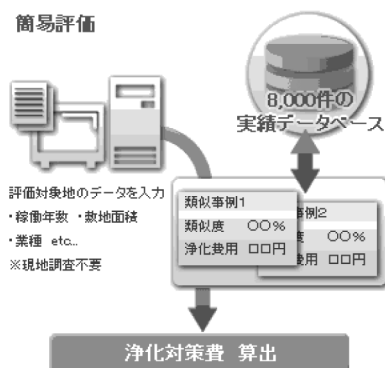 簡易評価
8,000件の
実績データベース
評価対象地のデータを入力
・稼働年数 ・敷地面積
・業種 etc...
※現地調査不要
類似事例1
類似度 〇〇%
浄化費用 □□円
事例2
度 〇〇%
費用 □□円
浄化対策費 算出